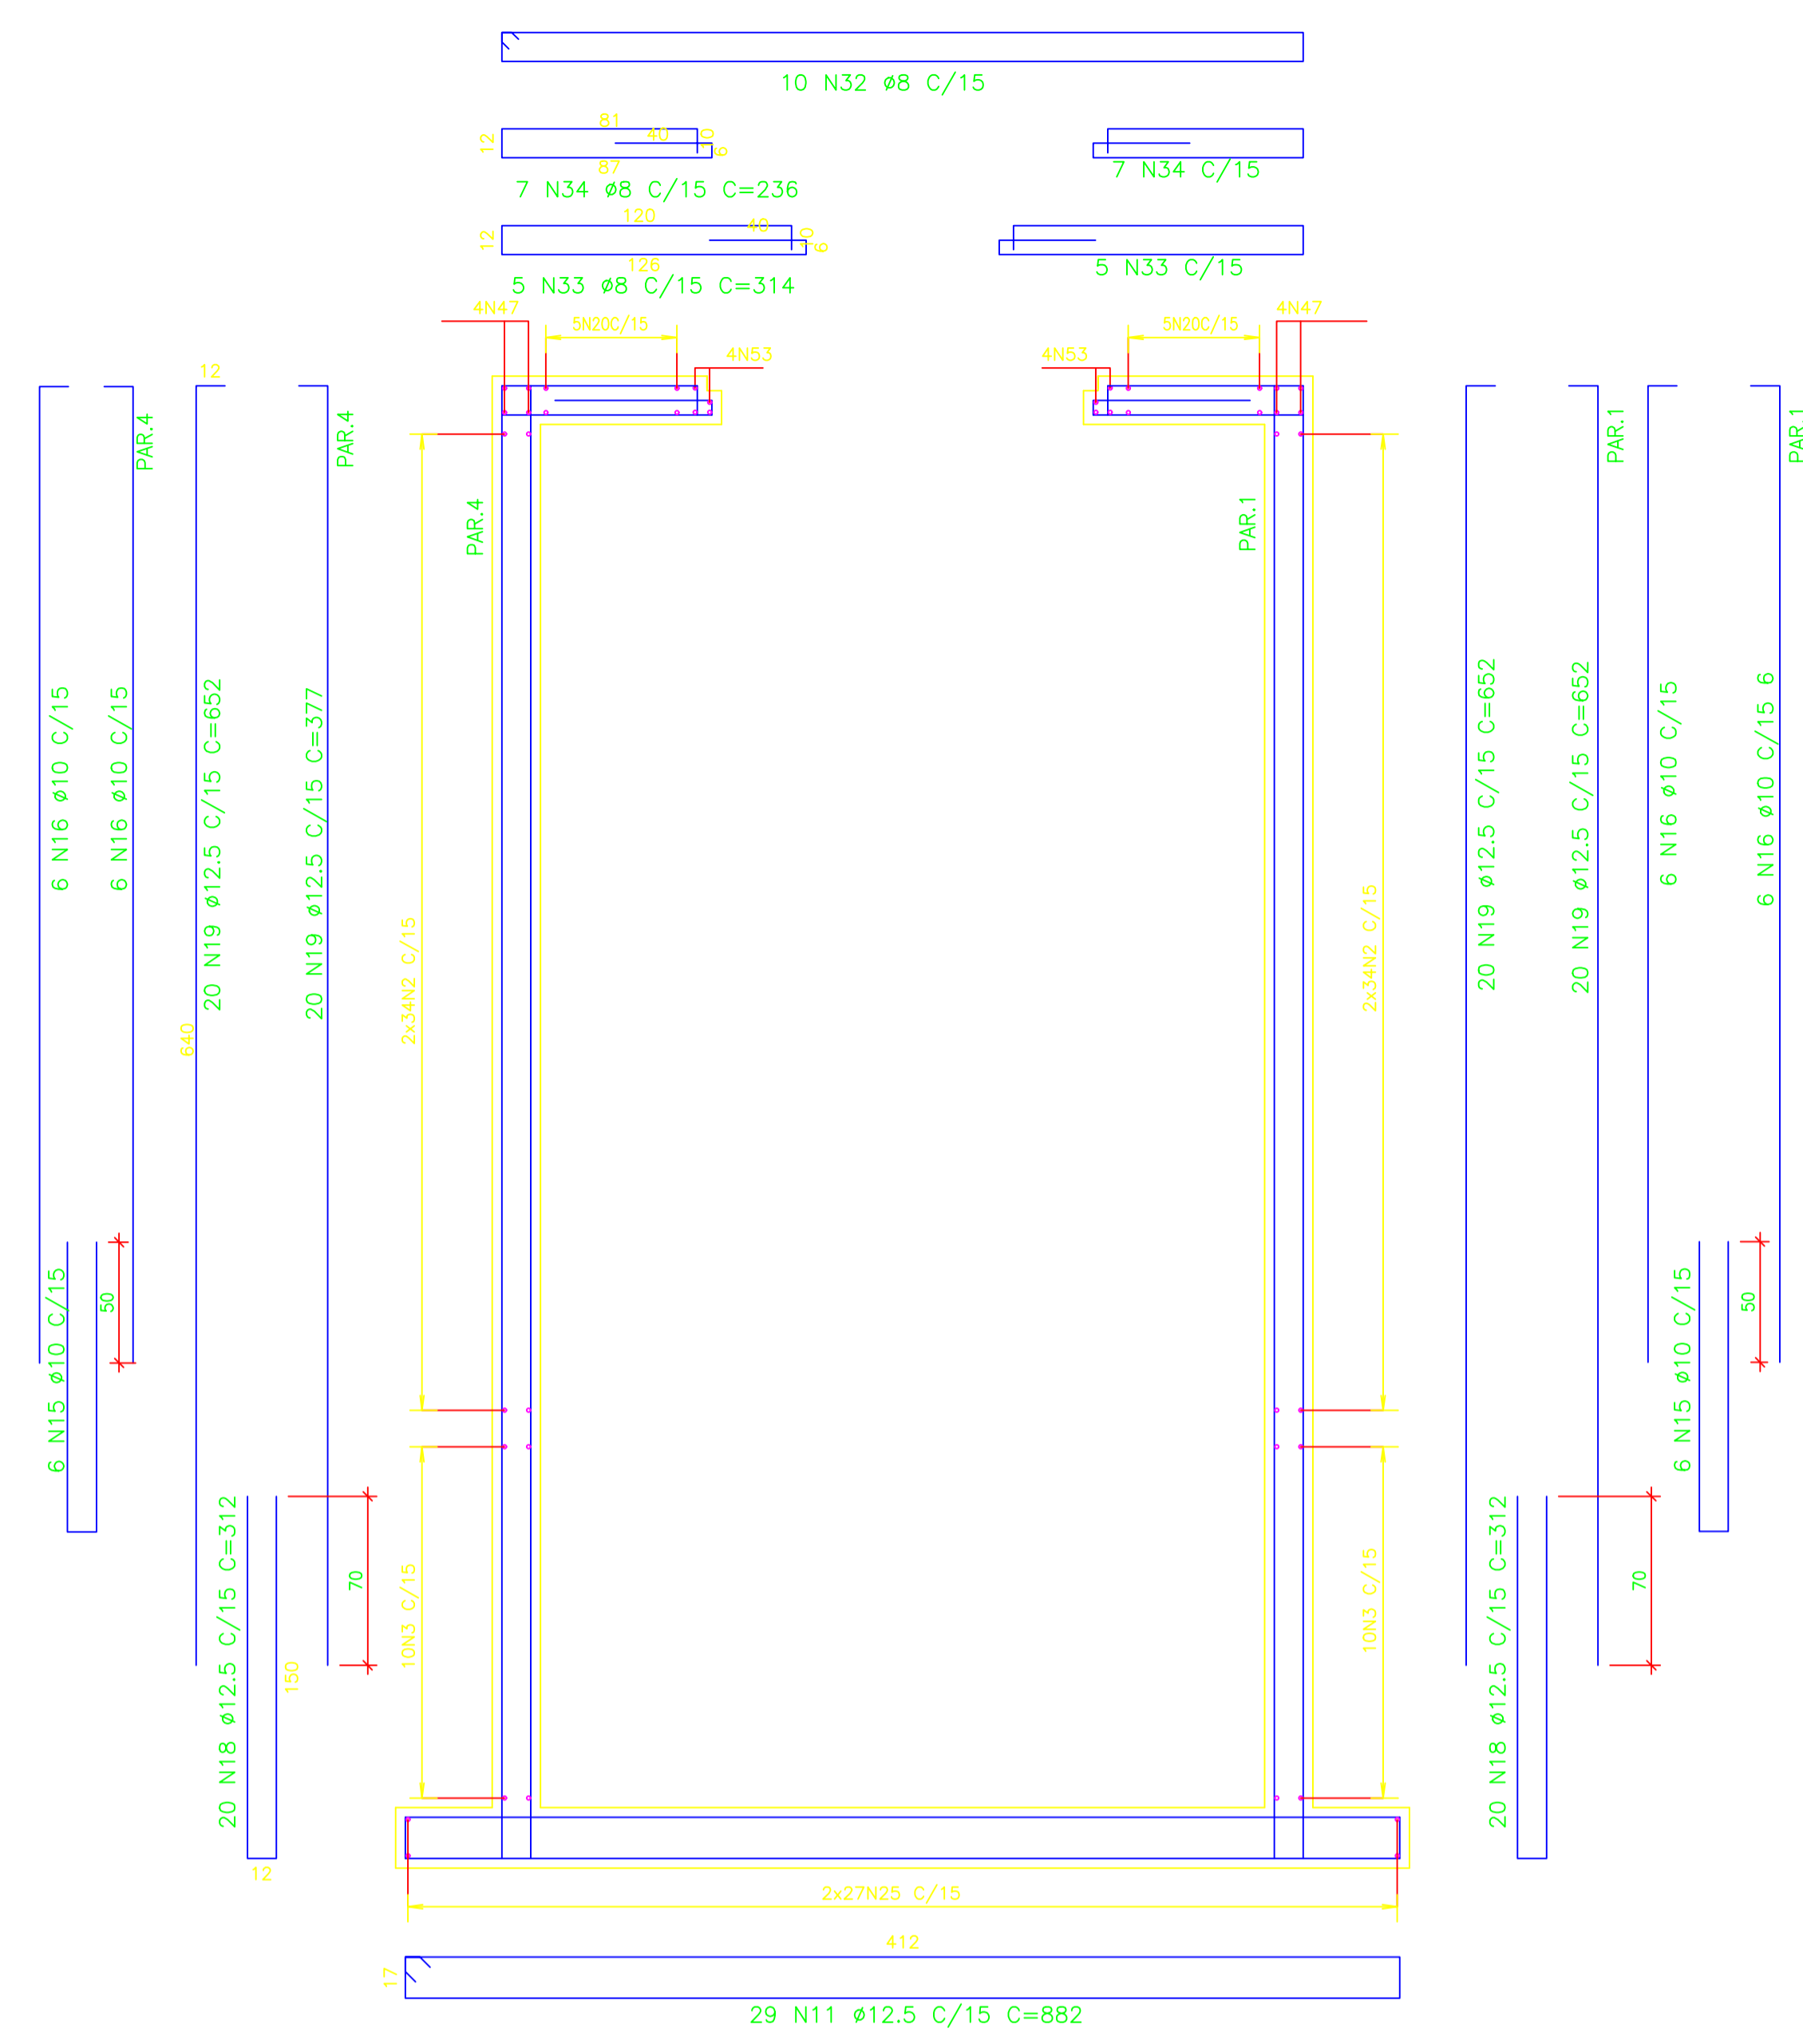 10 N32 ø8 C/15
81
40
10
6
12
87
7 N34 ø8 C/15 C=236
7 N34 C/15
120
40
10
6
12
126
5 N33 ø8 C/15 C=314
5 N33 C/15
4N47
5N20C/15
4N53
4N53
5N20C/15
4N47
12
PAR.4
PAR.4
PAR.4
PAR.1
PAR.1
PAR.1
6 N16 ø10 C/15
6 N16 ø10 C/15
20 N19 ø12.5 C/15 C=652
20 N19 ø12.5 C/15 C=377
640
2x34N2 C/15
2x34N2 C/15
20 N19 ø12.5 C/15 C=652
20 N19 ø12.5 C/15 C=652
6 N16 ø10 C/15
6 N16 ø10 C/15 6
6 N15 ø10 C/15
50
6 N15 ø10 C/15
50
20 N18 ø12.5 C/15 C=312
150
70
12
10N3 C/15
10N3 C/15
20 N18 ø12.5 C/15 C=312
70
2x27N25 C/15
412
17
29 N11 ø12.5 C/15 C=882